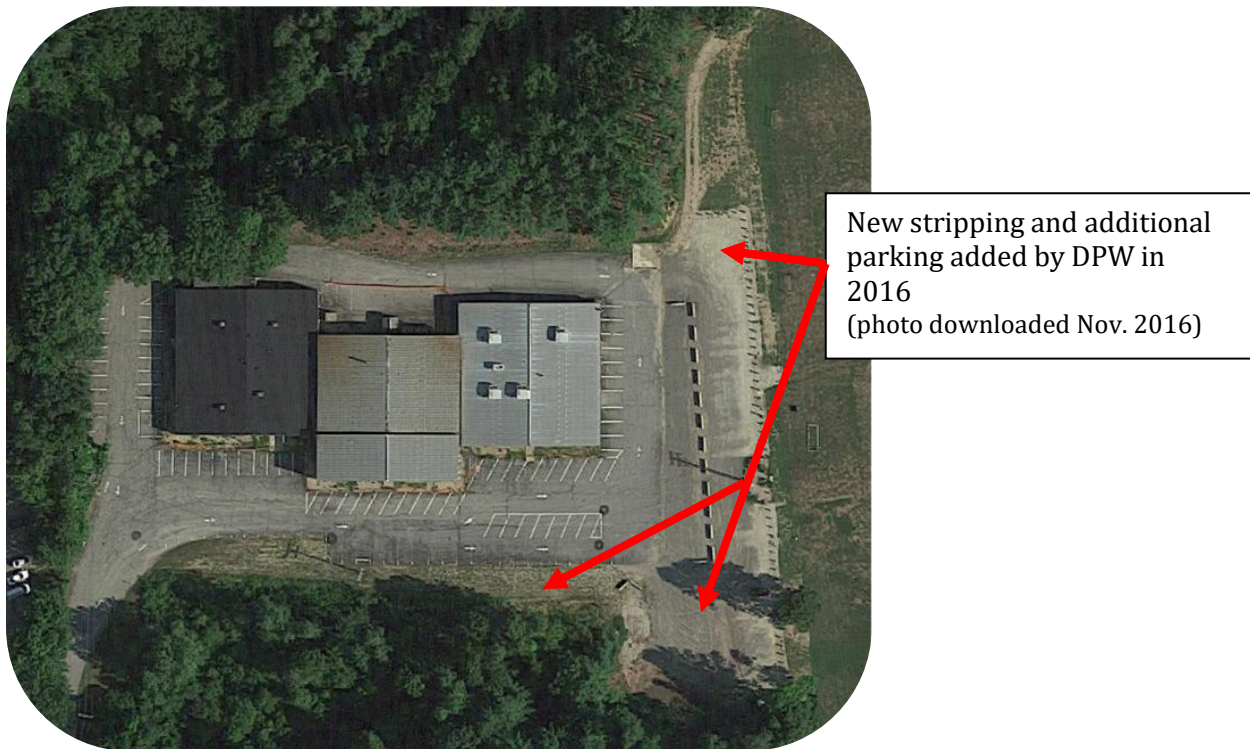 New stripping and additional
parking added by DPW in
2016
(photo downloaded Nov. 2016)